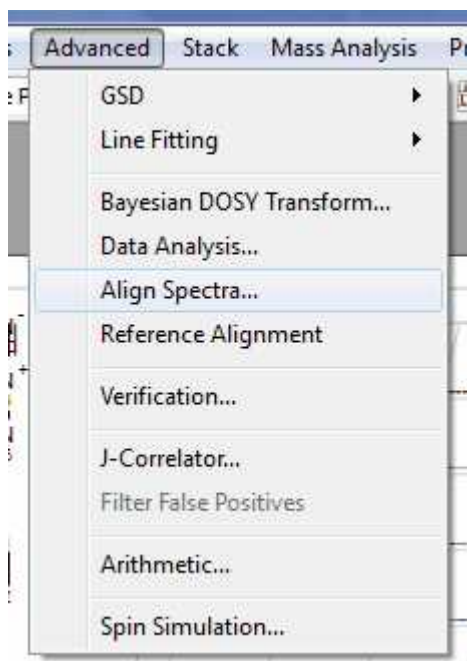 Advanced Stack Mass Analysis
GSD
Line Fitting
Bayesian DOSY Transform...
Data Analysis...
Align Spectra...
Reference Alignment
Verification...
J-Correlator...
Filter False Positives
Arithmetic...
Spin Simulation...